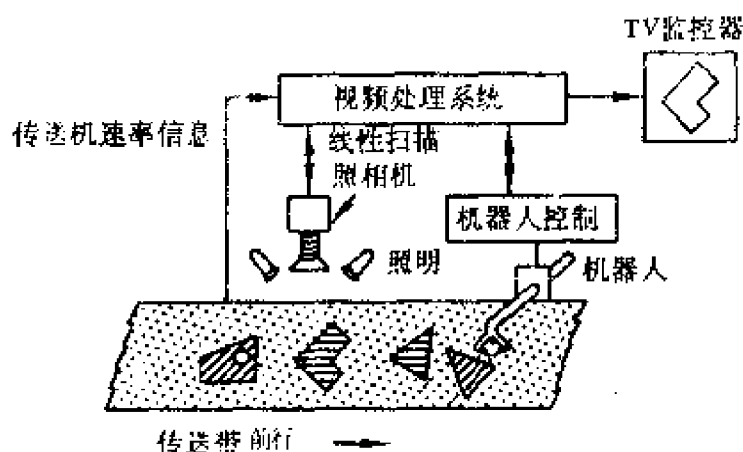 TV监控器
视频处理系统
传送机速率信息
线性扫描
照相机
机器人控制
照明
机器人
传送带前行